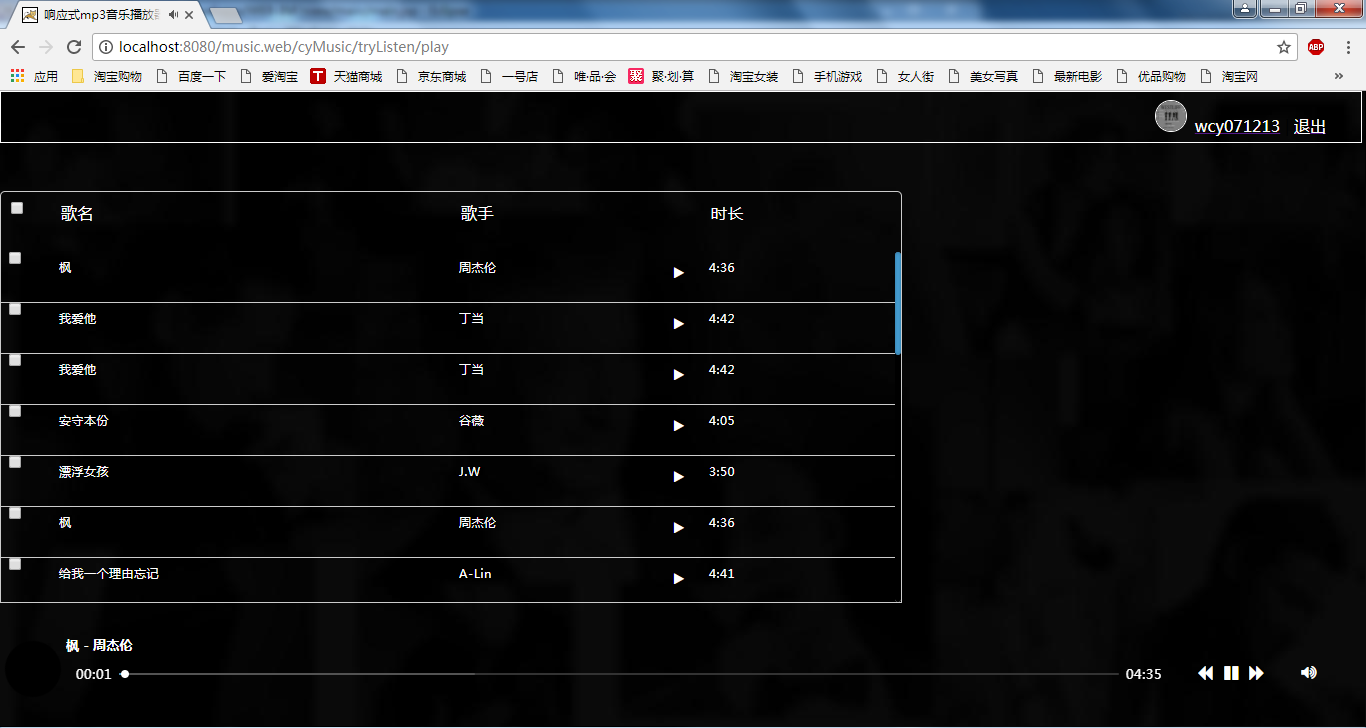 响应式mp3音乐播放
localhost:8080/music.web/cyMusic/tryListen/play
ABP
应用 淘宝购物 百度一下 爱淘宝 T 天猫商城 京东商城 一号店 唯·品·会 聚 聚·划·算 淘宝女装 手机游戏 女人街 美女写真 最新电影 优品购物 淘宝网 »
wcy071213 退出
歌名 歌手 时长
枫 周杰伦 4:36
我爱他 丁当 4:42
我爱他 丁当 4:42
安守本份 谷薇 4:05
漂浮女孩 J.W 3:50
枫 周杰伦 4:36
给我一个理由忘记 A-Lin 4:41
枫 - 周杰伦
00:01 04:35